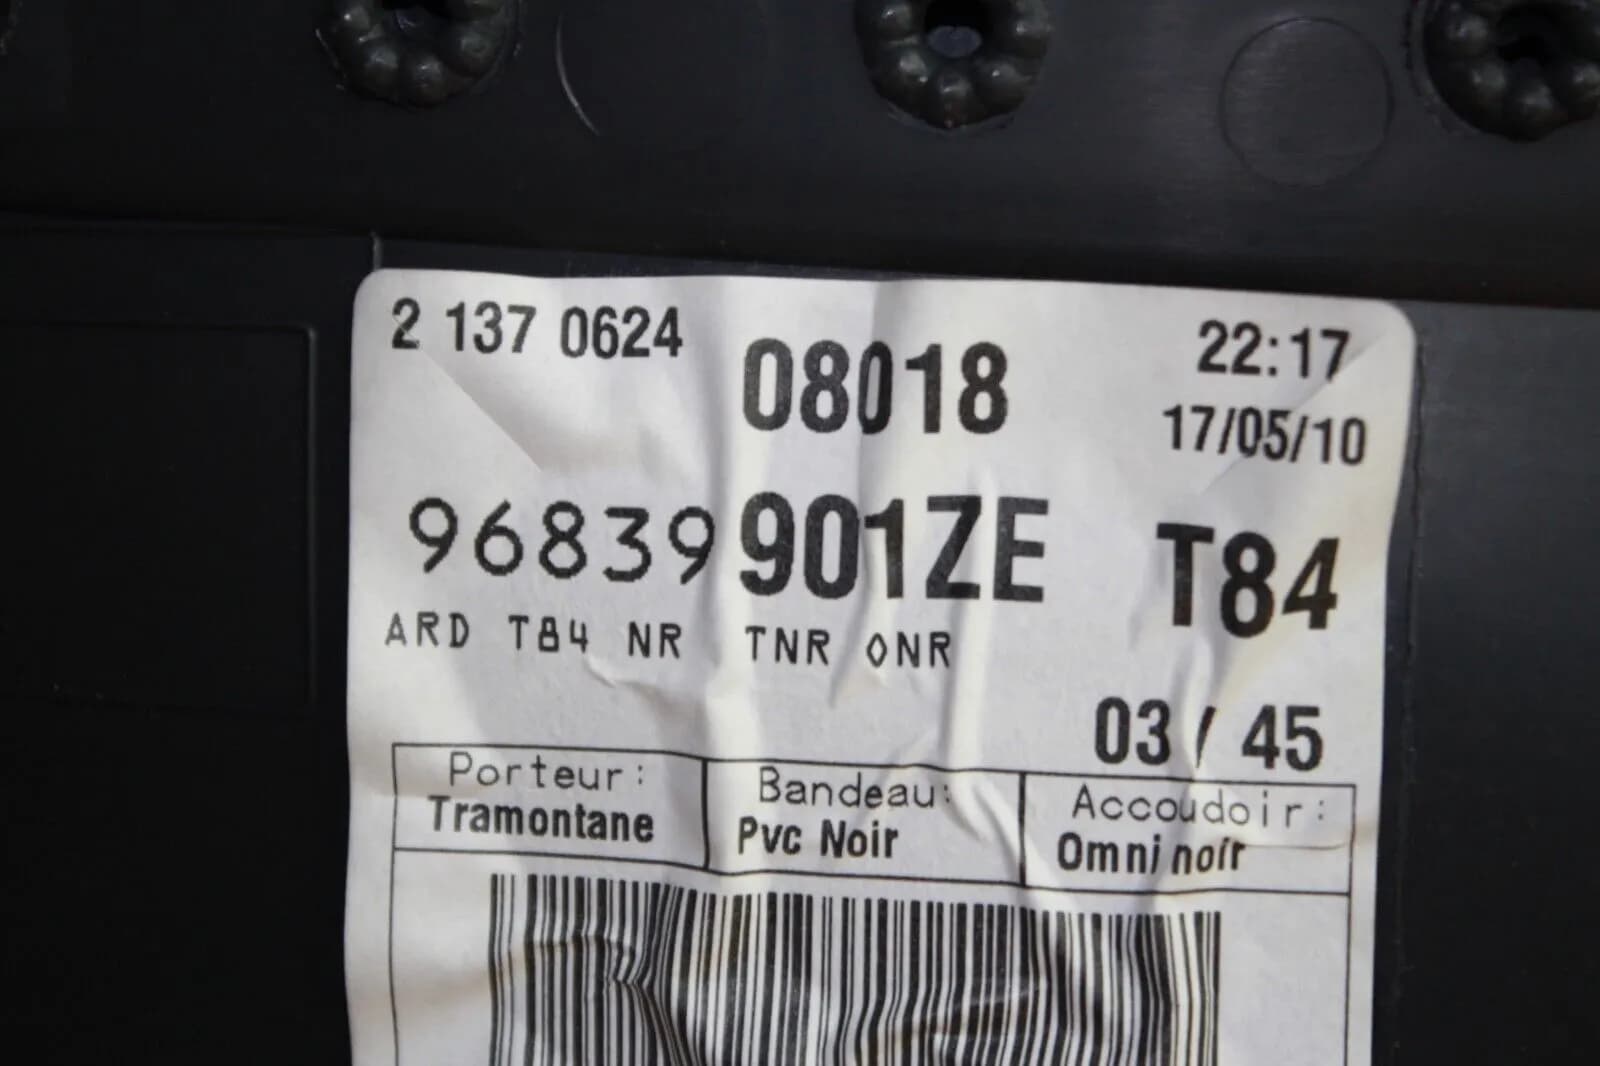 2 137 0624
08018
22:17
17/05/10
96839901ZE T84
ARD T84 NR TNR ONR
03 / 45
Porteur: Bandeau: Accoudoir:
Tramontane Pvc Noir Omni noir